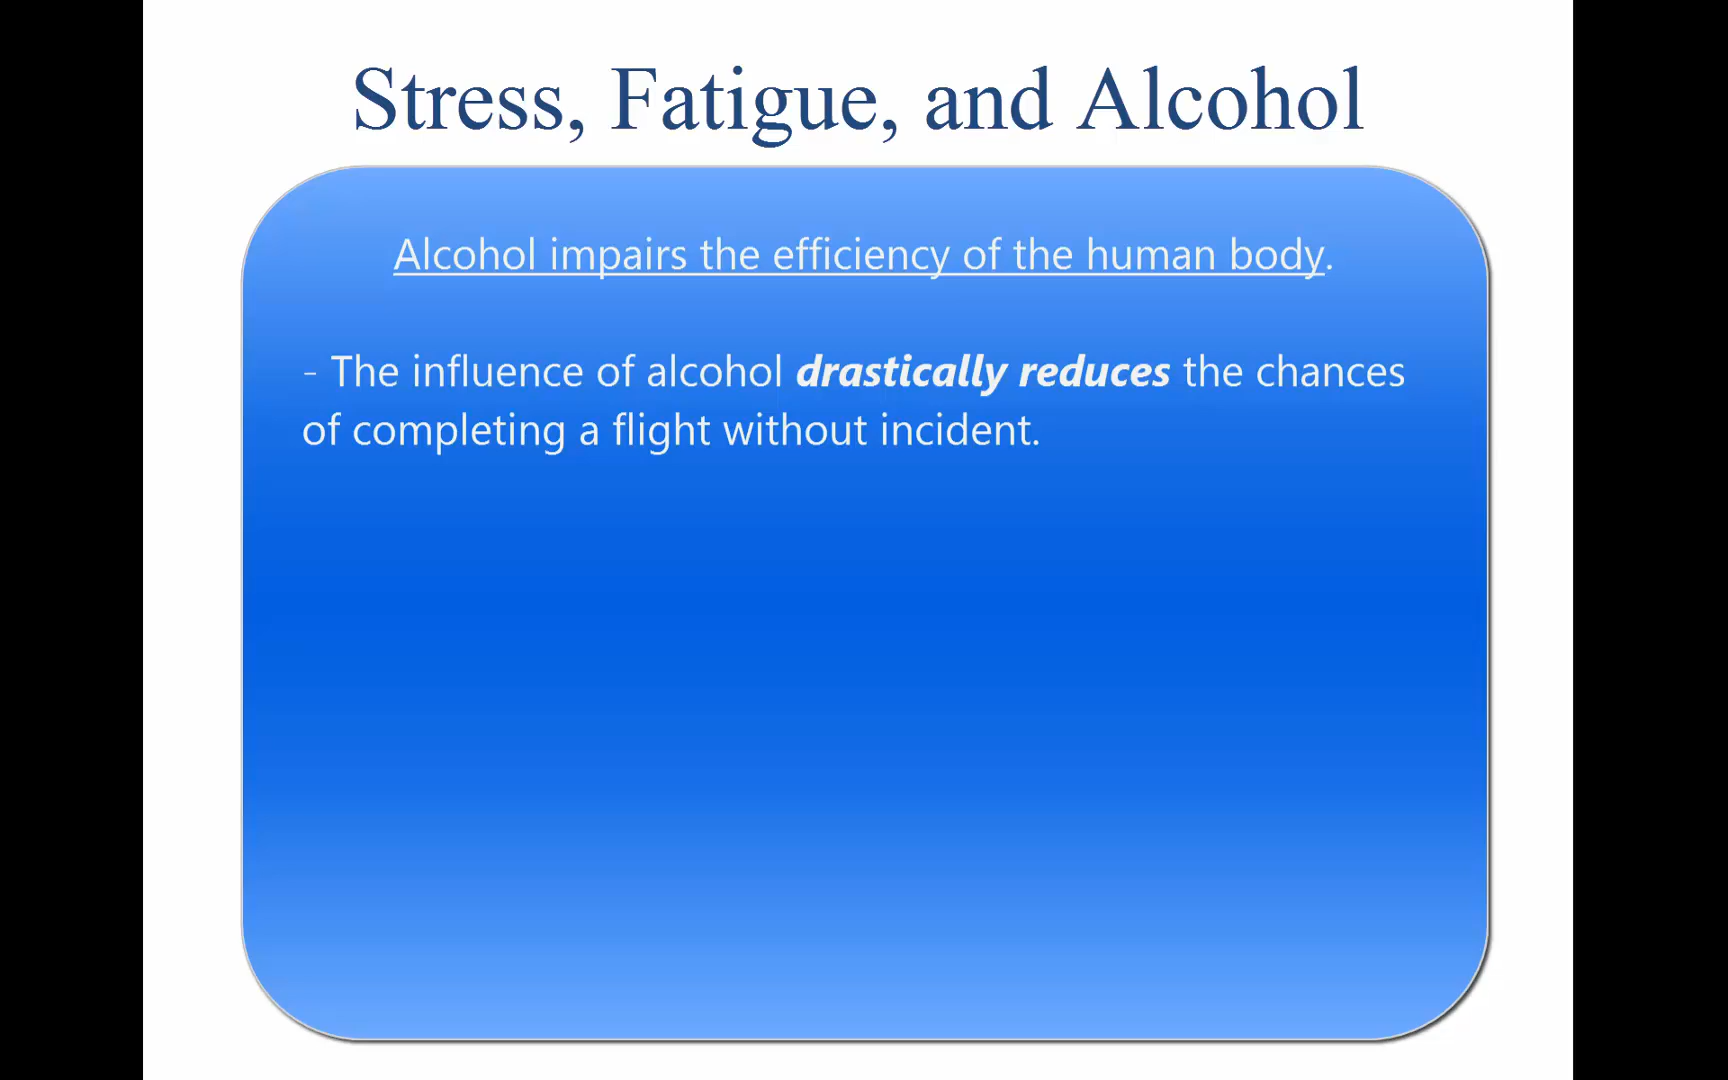 Stress, Fatigue, and Alcohol
Alcohol impairs the efficiency of the human body.
- The influence of alcohol drastically reduces the chances
of completing a flight without incident.